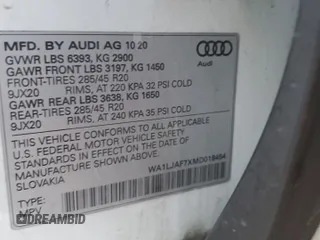 MFD. BY AUDI AG 10 20
GVWR LBS 6393, KG 2900
GAWR FRONT LBS 3197, KG 1450
FRONT-TIRES 285/45 R20
9JX20 RIMS, AT 220 KPA 32 PSI COLD
GAWR REAR LBS 3638, KG 1650
REAR-TIRES 285/45 R20
9JX20 RIMS, AT 240 KPA 35 PSI COLD
THIS VEHICLE CONFORMS TO ALL APPLICABLE
U.S. FEDERAL MOTOR VEHICLE SAFETY
STANDARDS IN EFFECT ON THE DATE OF
MANUFACTURE SHOWN ABOVE
SLOVAKIA
WA1LJAF7XMD018494
TYPE:
MPV
Audi
DREAMBID